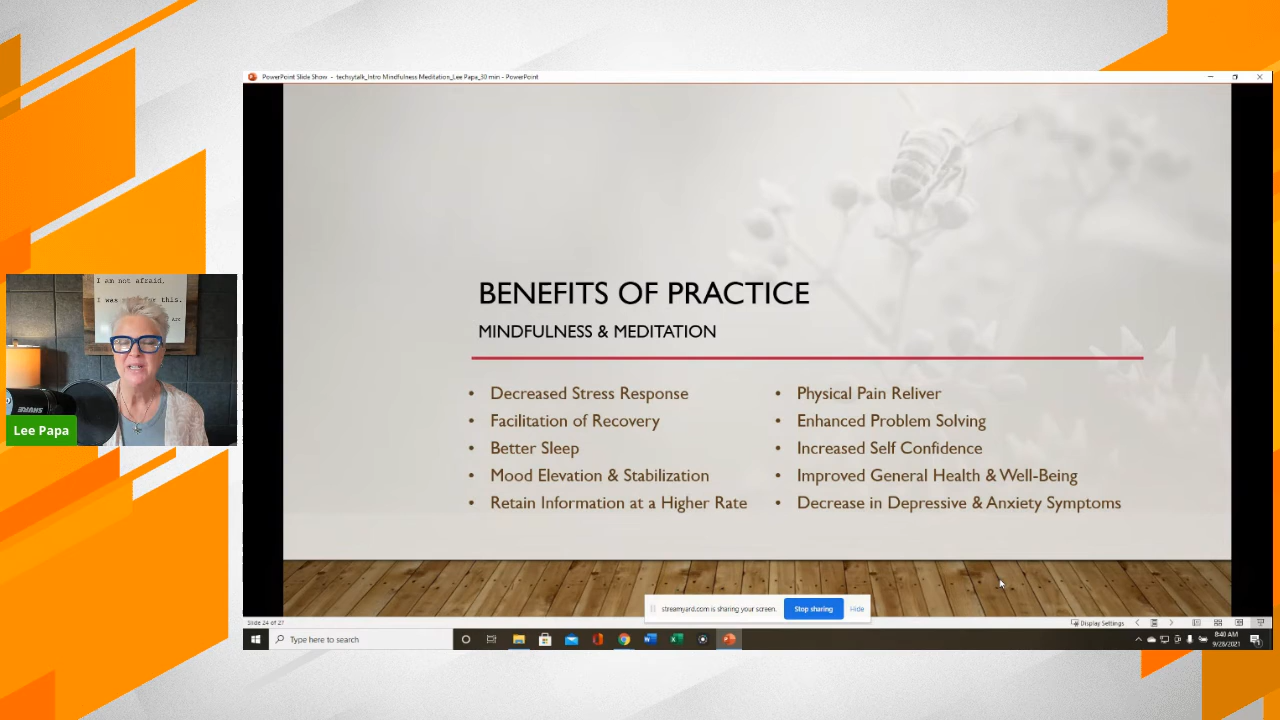 PowerPoint Slide Show - techsytalk_Intro Mindfulness Meditation_Lee Papa_30 min - PowerPoint
BENEFITS OF PRACTICE
MINDFULNESS & MEDITATION
• Decreased Stress Response
• Facilitation of Recovery
• Better Sleep
• Mood Elevation & Stabilization
• Retain Information at a Higher Rate
• Physical Pain Reliver
• Enhanced Problem Solving
• Increased Self Confidence
• Improved General Health & Well-Being
• Decrease in Depressive & Anxiety Symptoms
I am not afraid,
I was for this.
Lee Papa
streamyard.com is sharing your screen.
Stop sharing
Hide
Slide 24 of 27
Display Settings
Type here to search
8:40 AM
9/28/2021